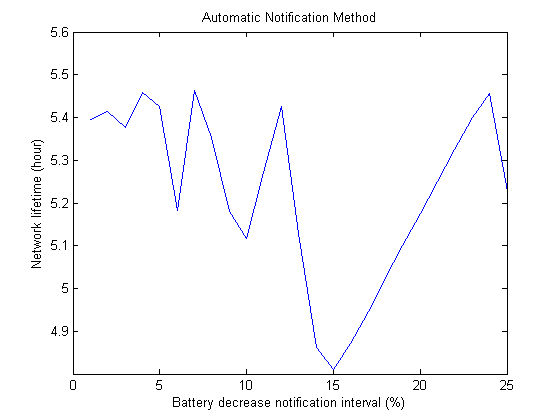 Automatic Notification Method
5.6
5.5
5.4
5.3
5.2
5.1
5
4.9
Network lifetime (hour)
0 5 10 15 20 25
Battery decrease notification interval (%)